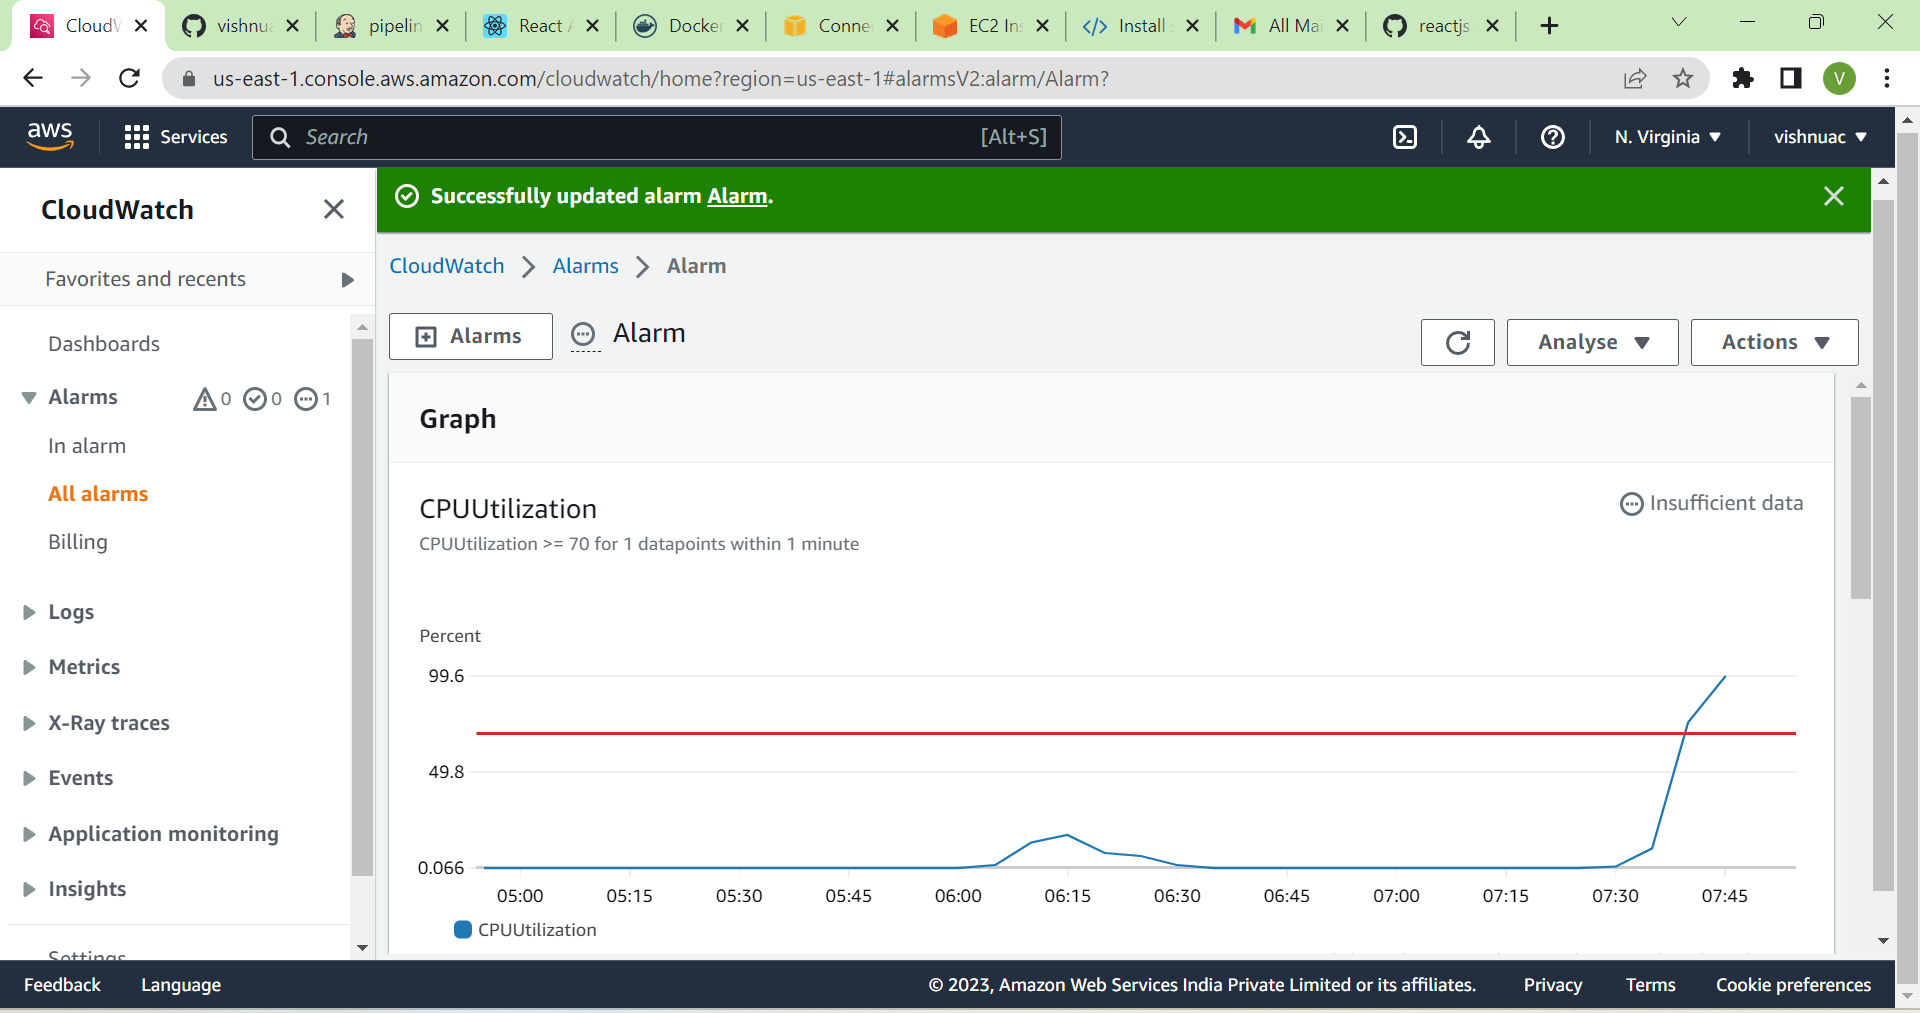 CloudW
vishnu
pipelin
React A
Docker
Conne
EC2 Ins
Install
All Mai
reactjs
us-east-1.console.aws.amazon.com/cloudwatch/home?region=us-east-1#alarmsV2:alarm/Alarm?
V
aws
Services
Search
[Alt+S]
N. Virginia
vishnuac
CloudWatch
Favorites and recents
Dashboards
Alarms 0 0 1
In alarm
All alarms
Billing
Logs
Metrics
X-Ray traces
Events
Application monitoring
Insights
Settings
Successfully updated alarm Alarm.
CloudWatch
Alarms
Alarm
Alarms
Alarm
Analyse
Actions
Graph
CPUUtilization
Insufficient data
CPUUtilization >= 70 for 1 datapoints within 1 minute
Percent
99.6
49.8
0.066
05:00 05:15 05:30 05:45 06:00 06:15 06:30 06:45 07:00 07:15 07:30 07:45
CPUUtilization
Feedback
Language
© 2023, Amazon Web Services India Private Limited or its affiliates.
Privacy
Terms
Cookie preferences